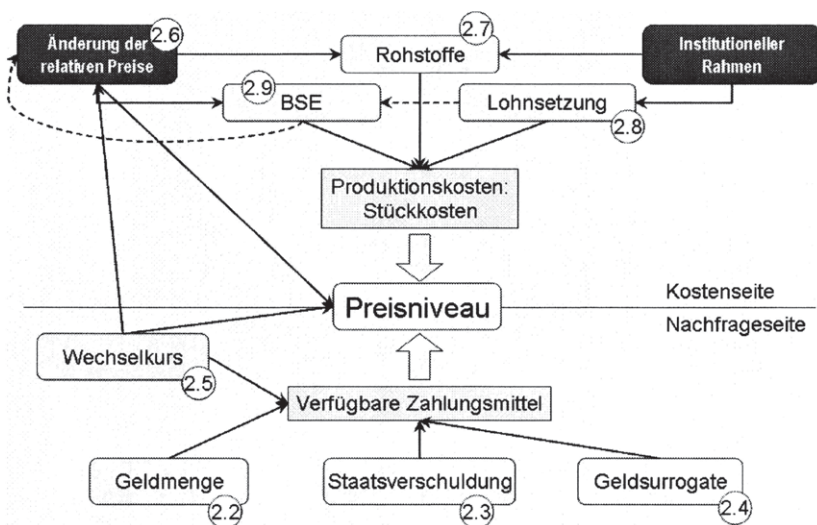 Änderung der
relativen Preise
2.6
Rohstoffe
2.7
Institutioneller
Rahmen
2.9
BSE
Lohnsetzung
2.8
Produktionskosten:
Stückkosten
Preisniveau
Kostenseite
Nachfrageseite
Wechselkurs
2.5
Verfügbare Zahlungsmittel
Geldmenge
2.2
Staatsverschuldung
2.3
Geldsurrogate
2.4